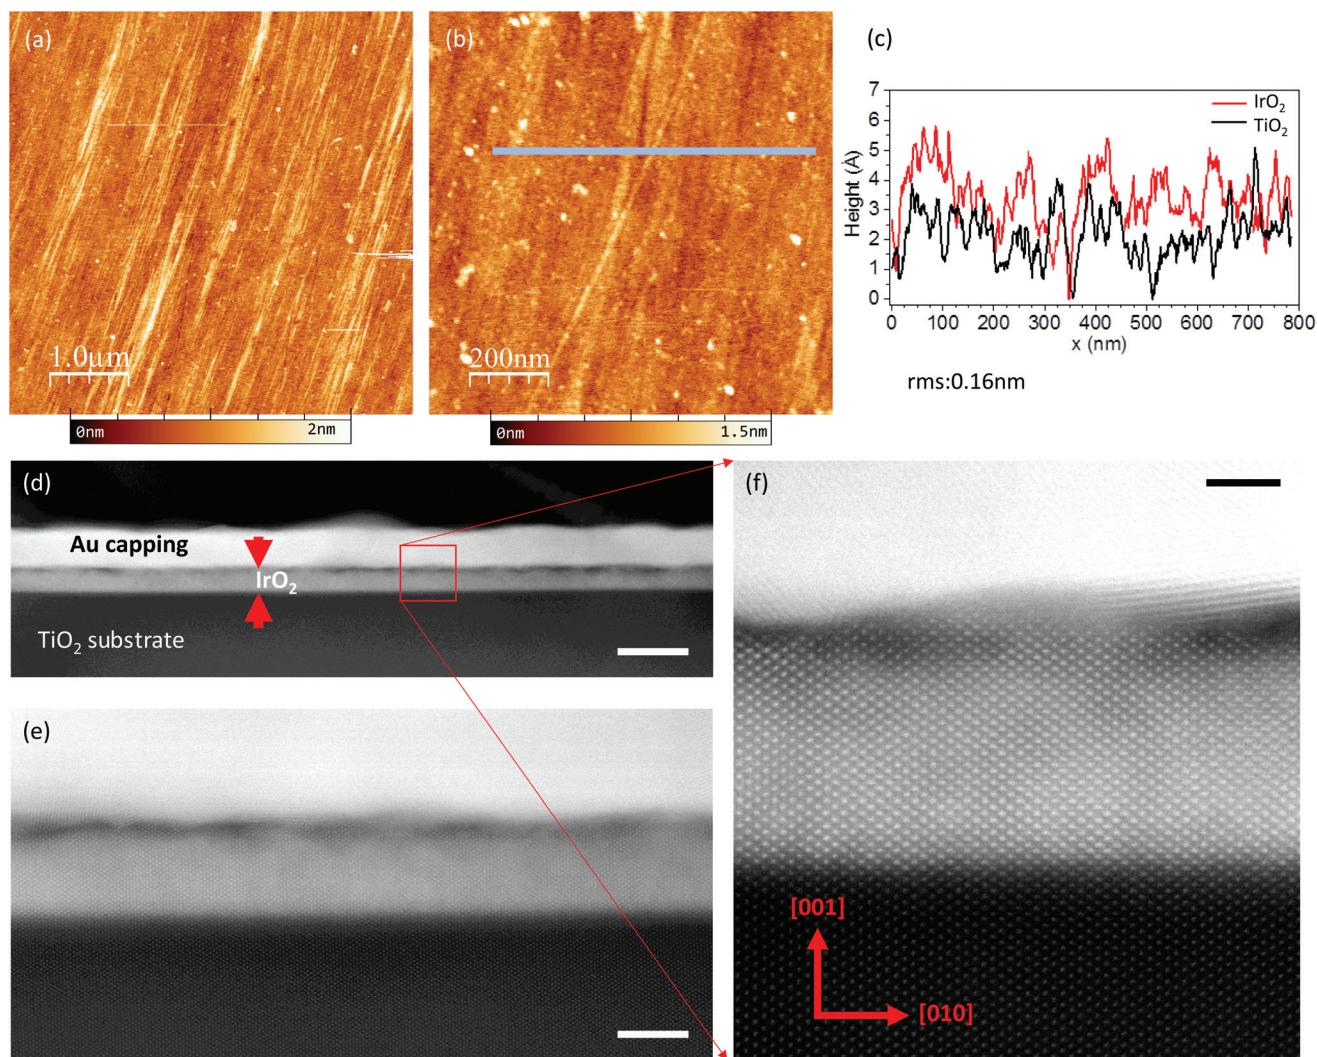 (a)
1.0μm
0nm
2nm
(b)
200nm
0nm
1.5nm
(c)
IrO₂
TiO₂
Height (Å)
7
6
5
4
3
2
1
0
0 100 200 300 400 500 600 700 800
x (nm)
rms:0.16nm
(d)
Au capping
IrO₂
TiO₂ substrate
(e)
(f)
[001]
[010]